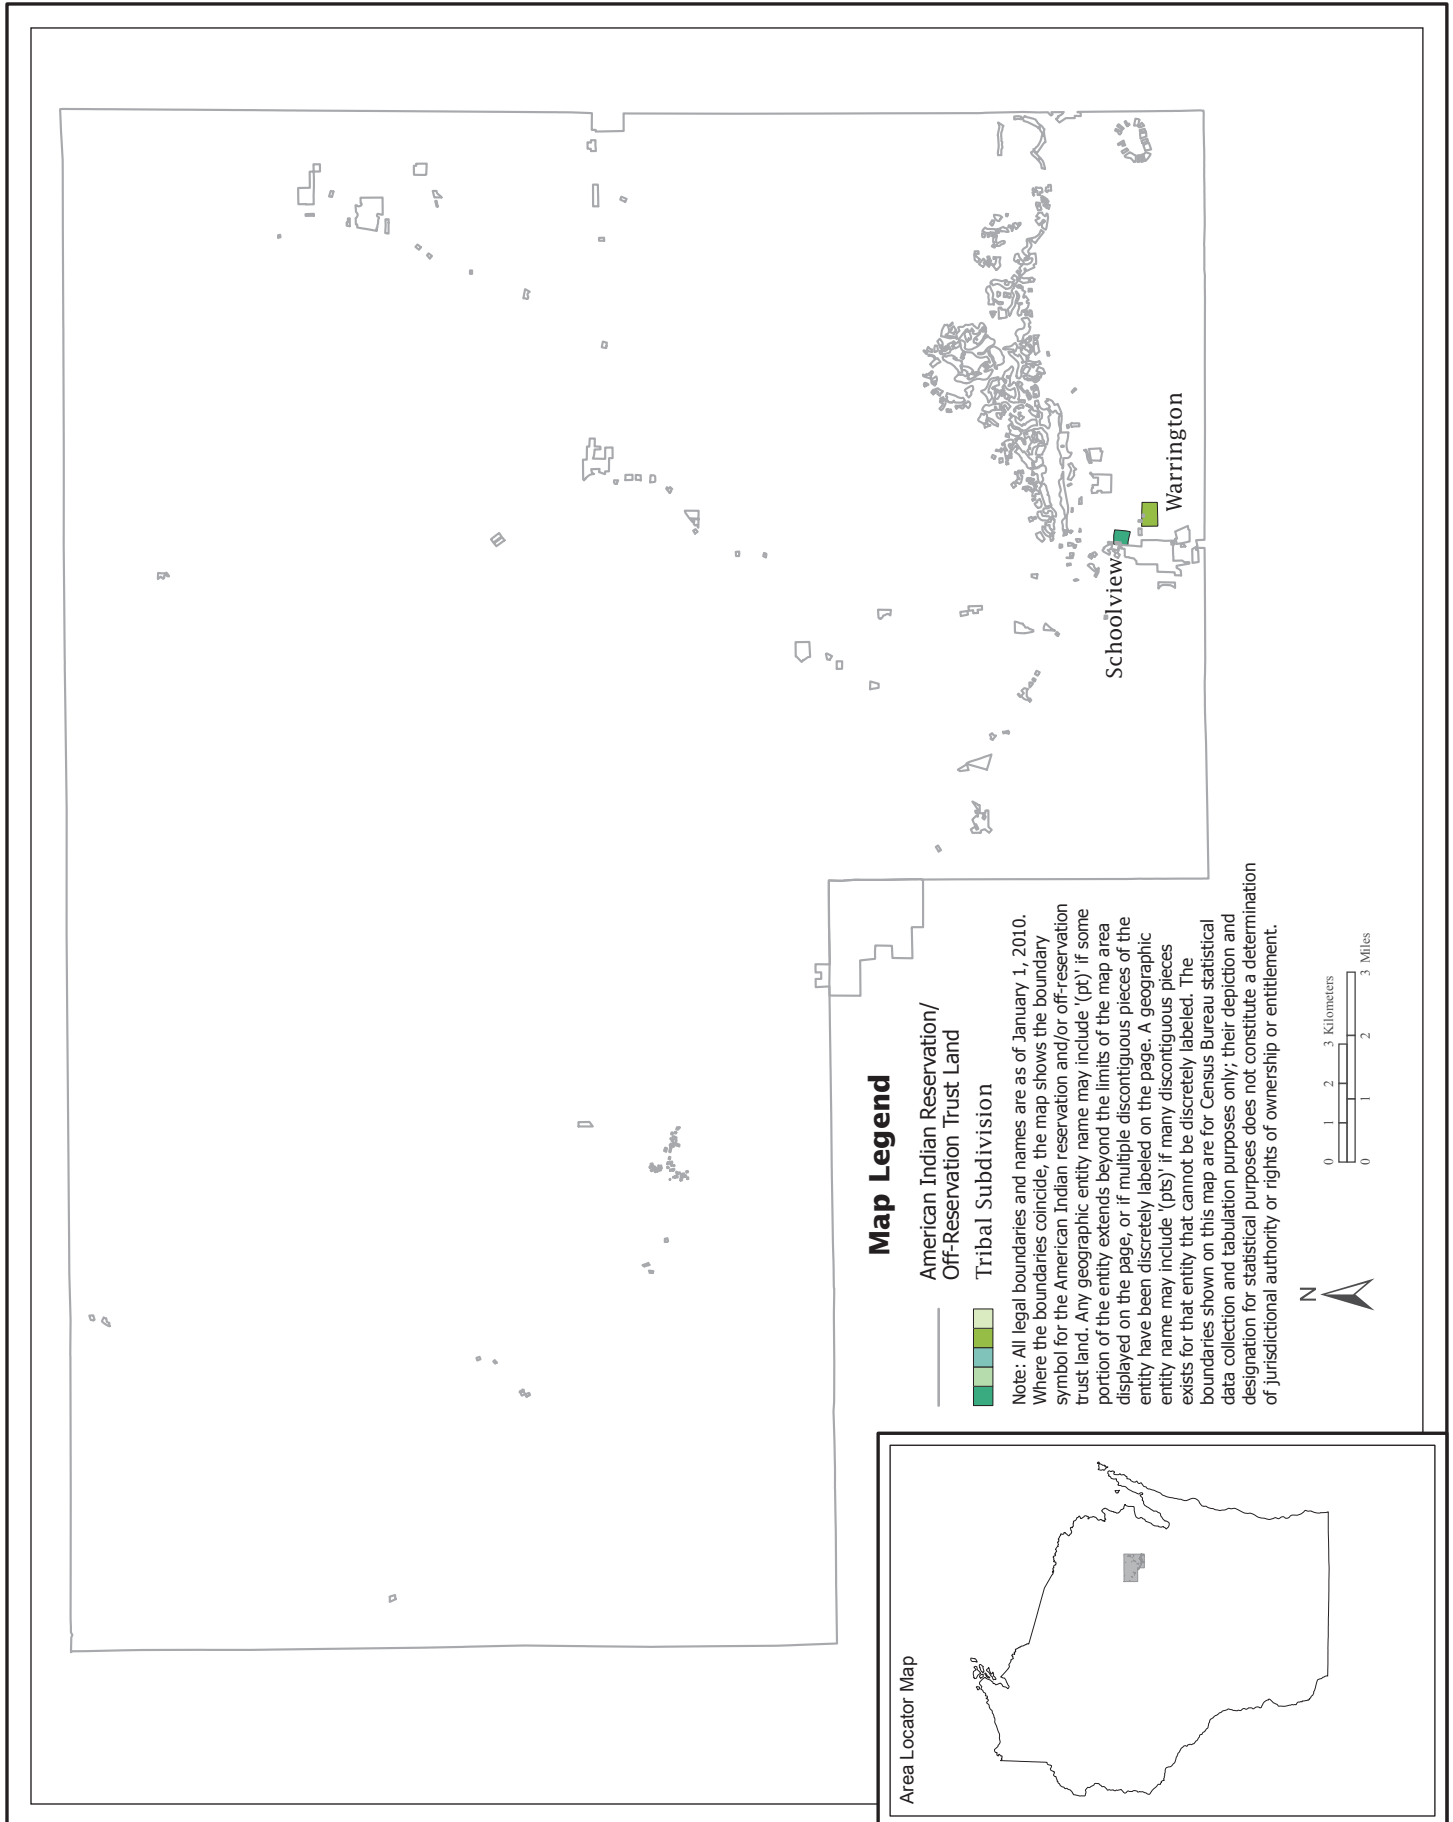 Schoolview
Warrington
Map Legend
American Indian Reservation/
Off-Reservation Trust Land
Tribal Subdivision
Note: All legal boundaries and names are as of January 1, 2010.
Where the boundaries coincide, the map shows the boundary
symbol for the American Indian reservation and/or off-reservation
trust land. Any geographic entity name may include '(pt)' if some
portion of the entity extends beyond the limits of the map area
displayed on the page, or if multiple discontiguous pieces of the
entity have been discretely labeled on the page. A geographic
entity name may include '(pts)' if many discontiguous pieces
exists for that entity that cannot be discretely labeled. The
boundaries shown on this map are for Census Bureau statistical
data collection and tabulation purposes only; their depiction and
designation for statistical purposes does not constitute a determination
of jurisdictional authority or rights of ownership or entitlement.
N
0 1 2 3 Kilometers
0 1 2 3 Miles
Area Locator Map